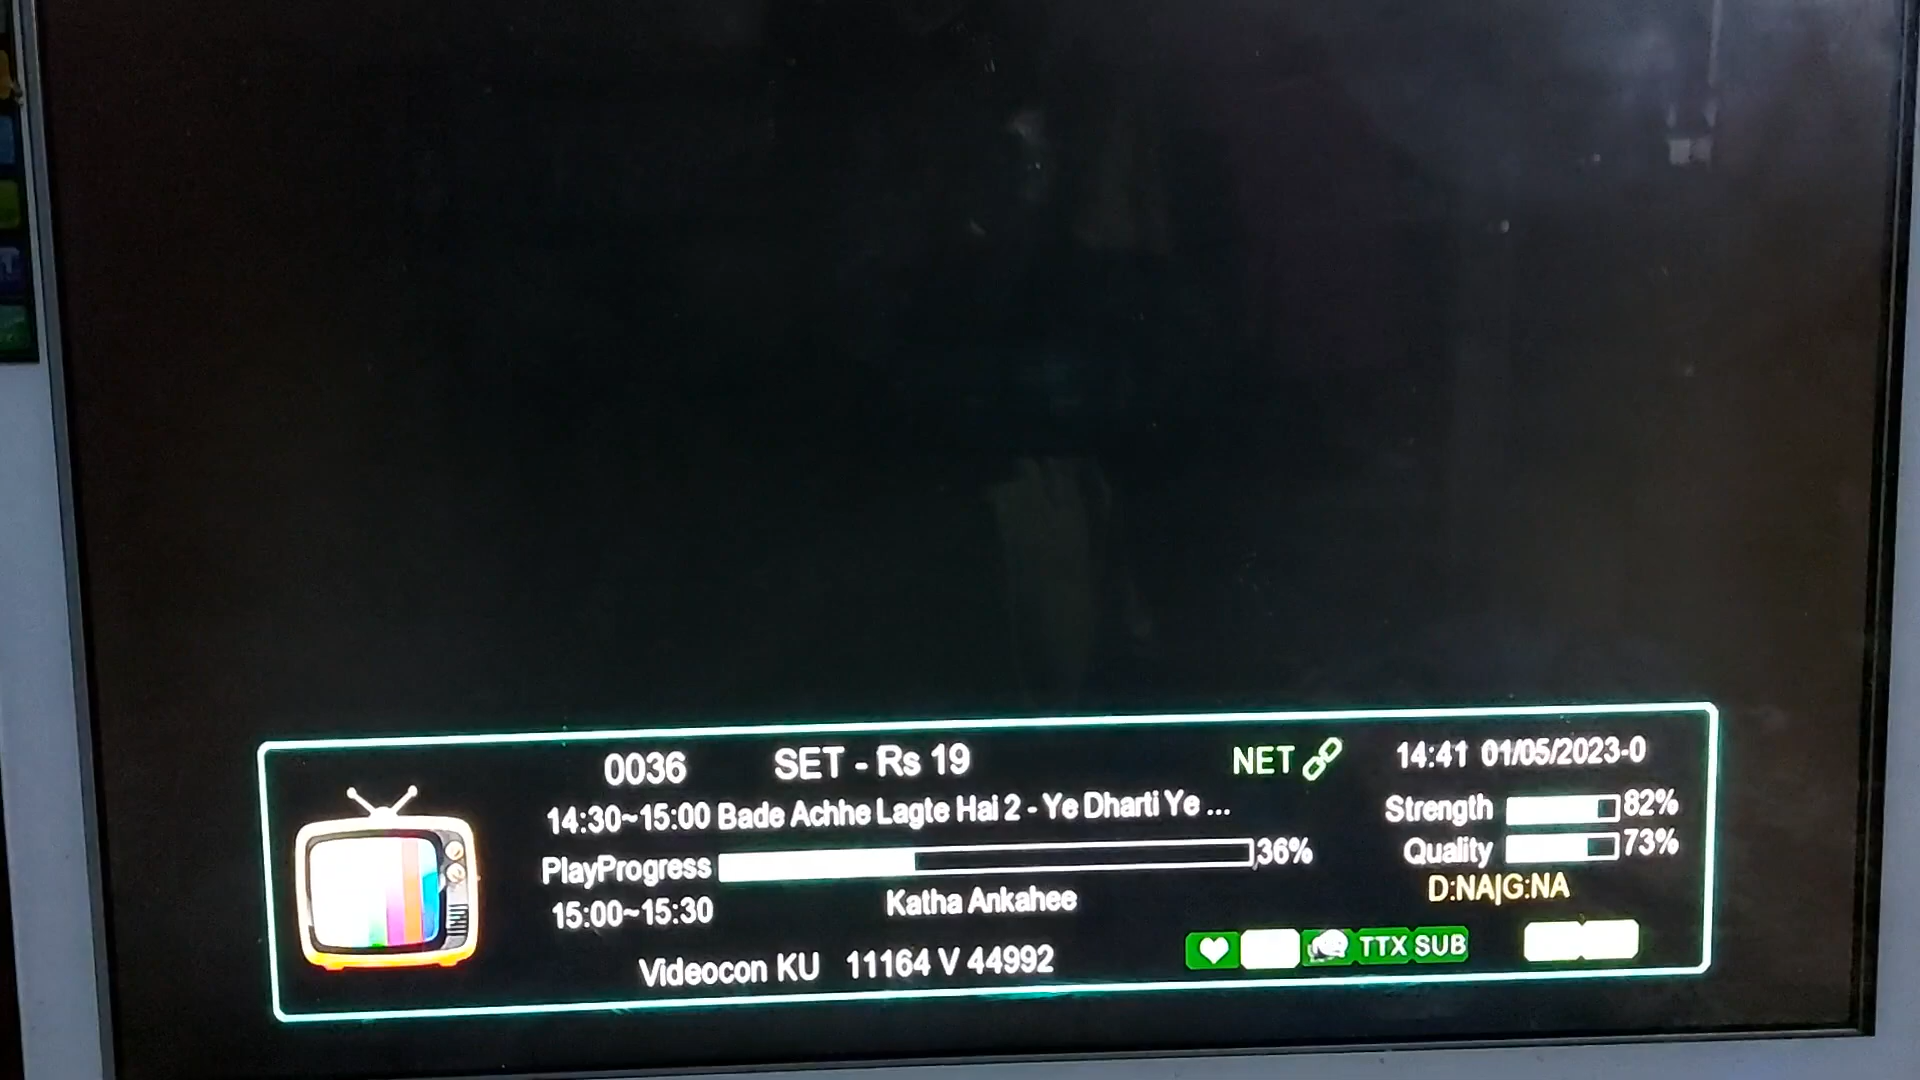 0036 SET - Rs 19 NET 14:41 01/05/2023-0
14:30~15:00 Bade Achhe Lagte Hai 2 - Ye Dharti Ye ...
Strength 82%
PlayProgress 36%
Quality 73%
15:00~15:30 Katha Ankahee
D:NA|G:NA
Videocon KU 11164 V 44992
TTX SUB